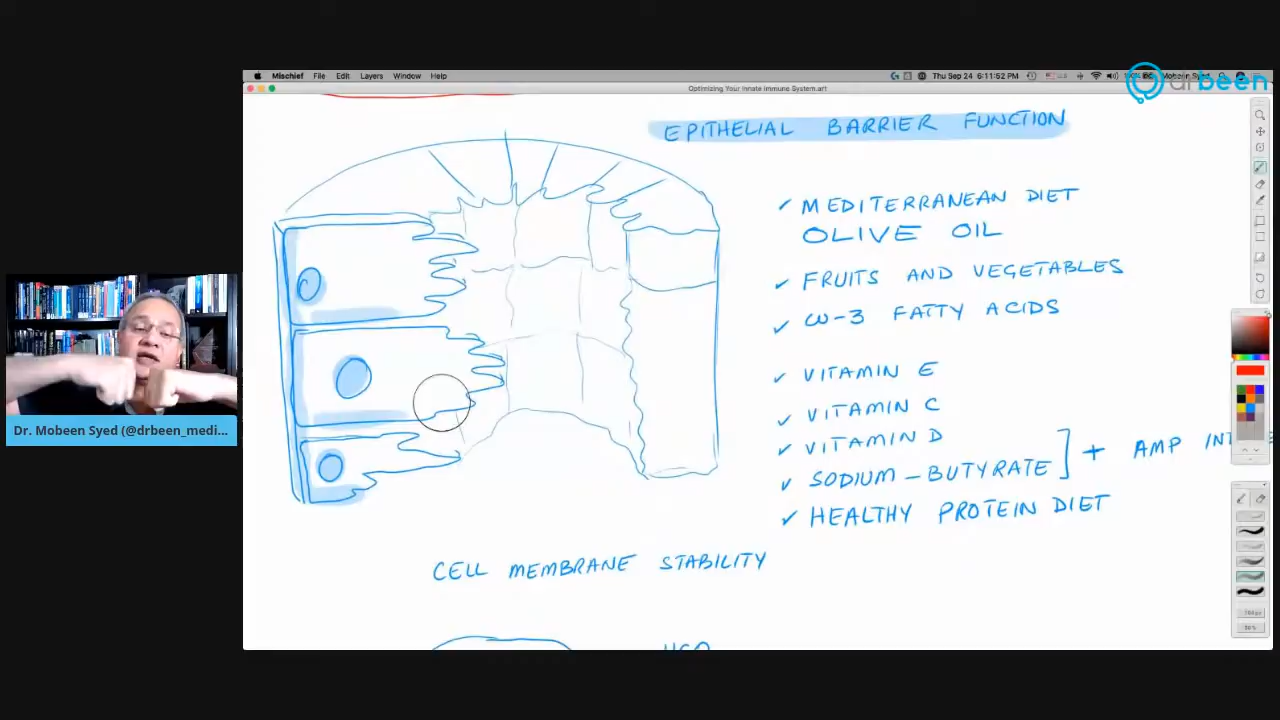 Mischief File Edit Layers Window Help
Thu Sep 24 6:11:52 PM
Mobeen Syed
drbeen
Optimizing Your Innate Immune System.art
EPITHELIAL BARRIER FUNCTION
✓ MEDITERRANEAN DIET
OLIVE OIL
✓ FRUITS AND VEGETABLES
✓ ω-3 FATTY ACIDS
✓ VITAMIN E
✓ VITAMIN C
✓ VITAMIN D
✓ SODIUM - BUTYRATE ] + AMP
✓ HEALTHY PROTEIN DIET
CELL MEMBRANE STABILITY
Dr. Mobeen Syed (@drbeen_medi...